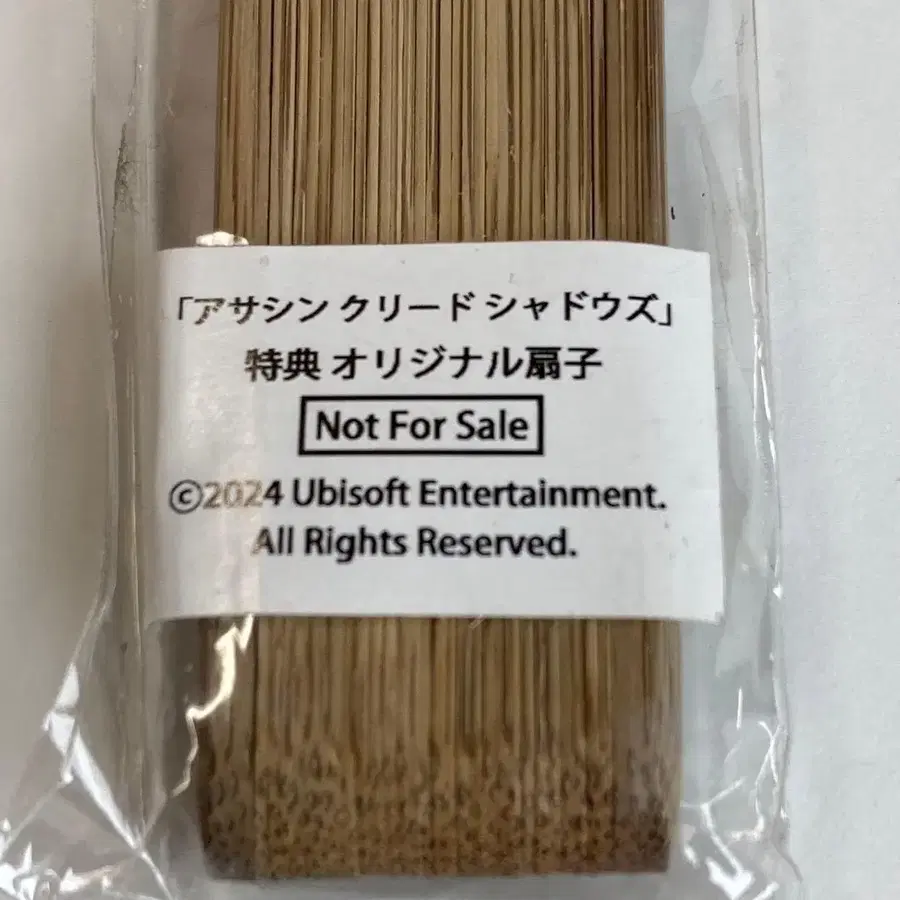 「アサシン クリード シャドウズ」
特典 オリジナル扇子
Not For Sale
©2024 Ubisoft Entertainment.
All Rights Reserved.